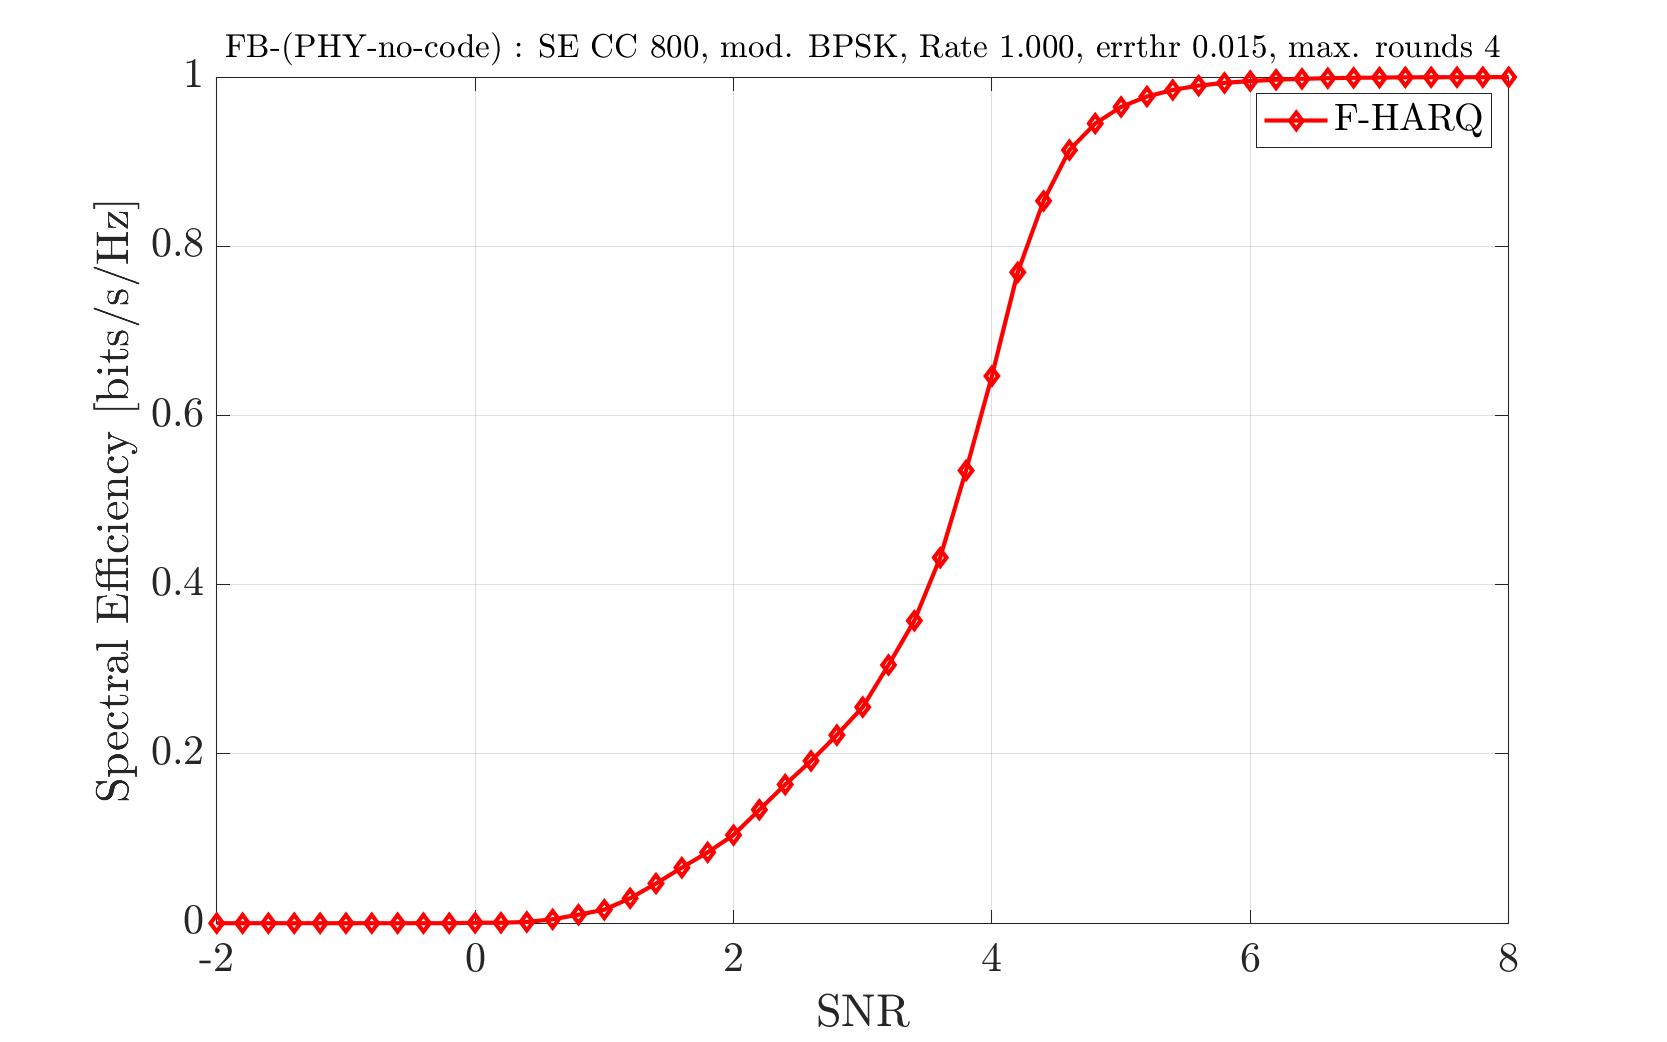 FB-(PHY-no-code) : SE CC 800, mod. BPSK, Rate 1.000, errthr 0.015, max. rounds 4
1
F-HARQ
0.8
0.6
0.4
0.2
0
Spectral Efficiency [bits/s/Hz]
-2 0 2 4 6 8
SNR